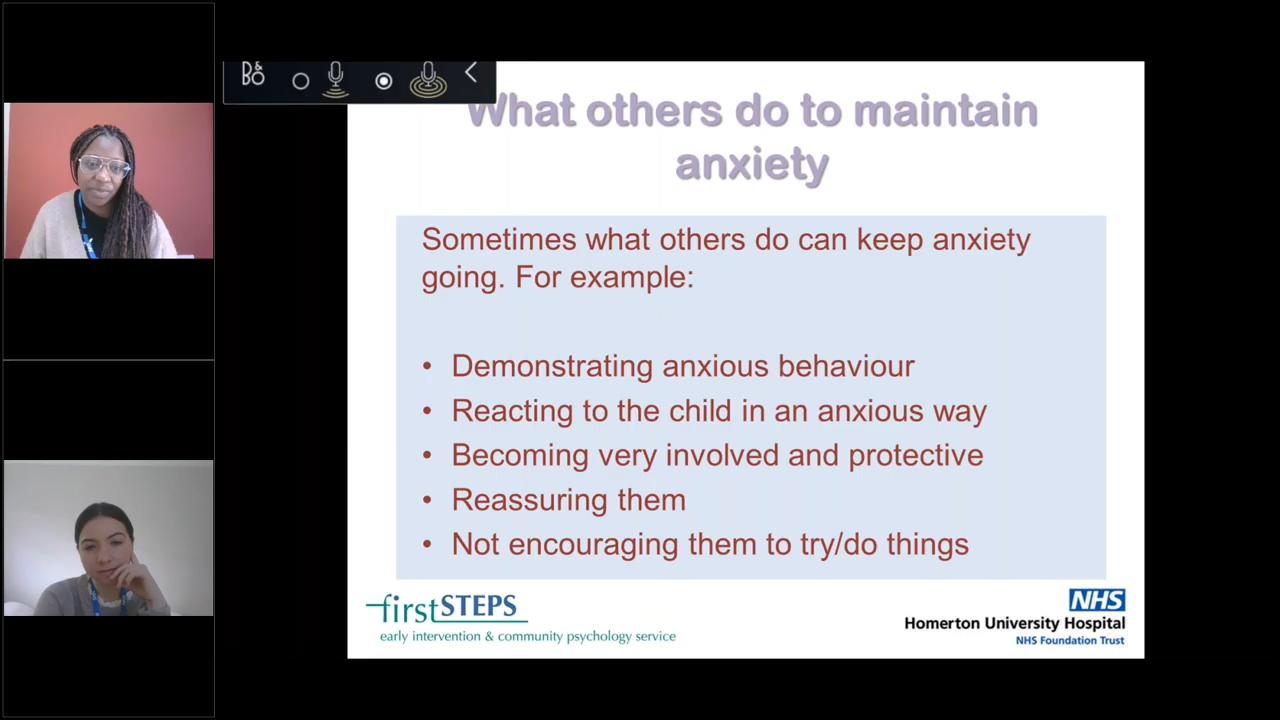 B&
BO
What others do to maintain
anxiety
Sometimes what others do can keep anxiety
going. For example:
• Demonstrating anxious behaviour
• Reacting to the child in an anxious way
• Becoming very involved and protective
• Reassuring them
• Not encouraging them to try/do things
firstSTEPS
early intervention & community psychology service
NHS
Homerton University Hospital
NHS Foundation Trust